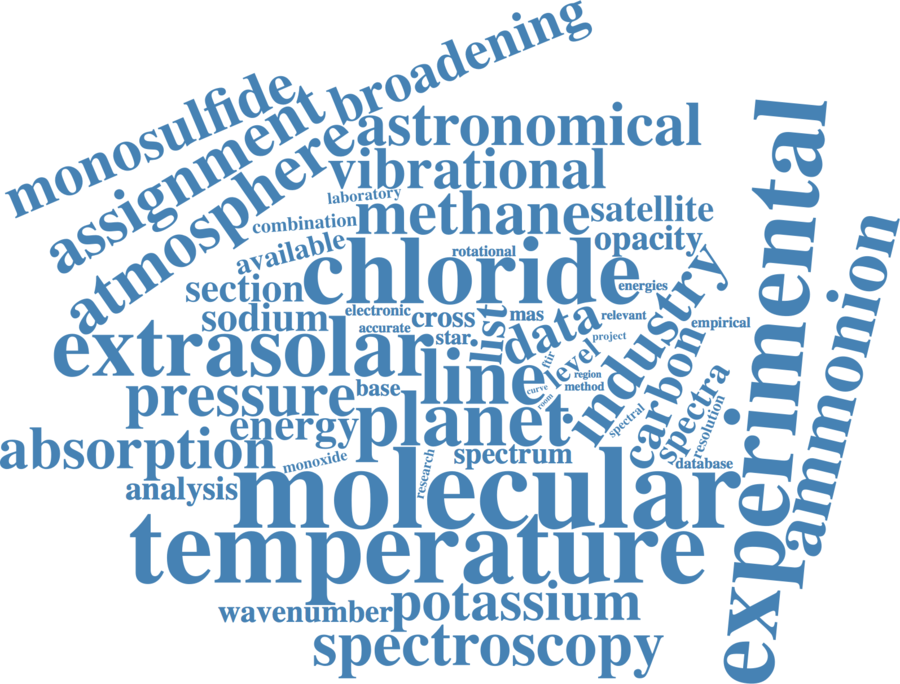 broadening
monosulfide
assignment
atmosphere
astronomical
vibrational
laboratory
combination
methane
satellite
available
rotational
opacity
chloride
section
energies
industry
experimental
ammonion
sodium
electronic
accurate
cross
list
mas
data
relevant
project
empirical
extrasolar
star
line
ftir
level
region
method
carbon
pressure
base
curve
room
spectra
planet
energy
spectral
resolution
absorption
monoxide
research
spectrum
database
analysis
molecular
temperature
wavenumber
potassium
spectroscopy